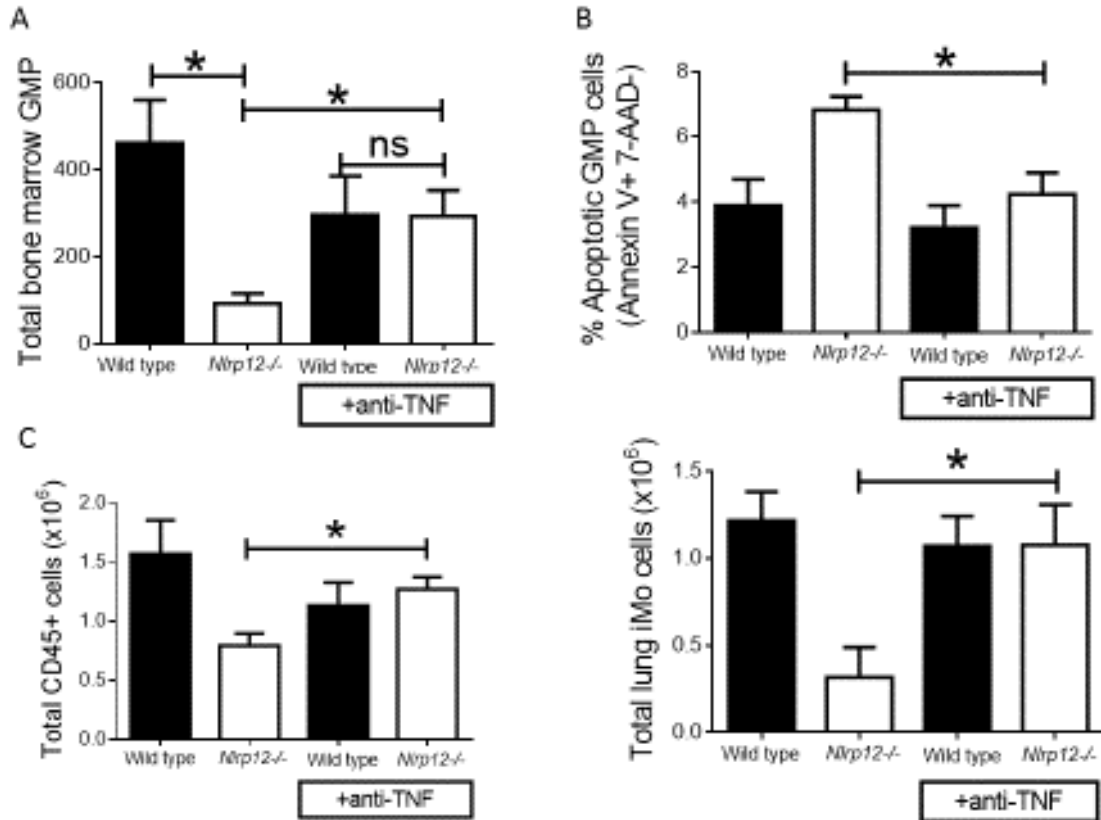 A
Total bone marrow GMP
600
400
200
0
*
*
ns
Wild type
Nlrp12-/-
Wild type
Nlrp12-/-
+anti-TNF
B
% Apoptotic GMP cells
(Annexin V+ 7-AAD-)
8
6
4
2
0
*
Wild type
Nlrp12-/-
Wild type
Nlrp12-/-
+anti-TNF
C
Total CD45+ cells (x10⁶)
2.0
1.5
1.0
0.5
0.0
*
Wild type
Nlrp12-/-
Wild type
Nlrp12-/-
+anti-TNF
Total lung iMo cells (x10⁶)
1.5
1.0
0.5
0.0
*
Wild type
Nlrp12-/-
Wild type
Nlrp12-/-
+anti-TNF